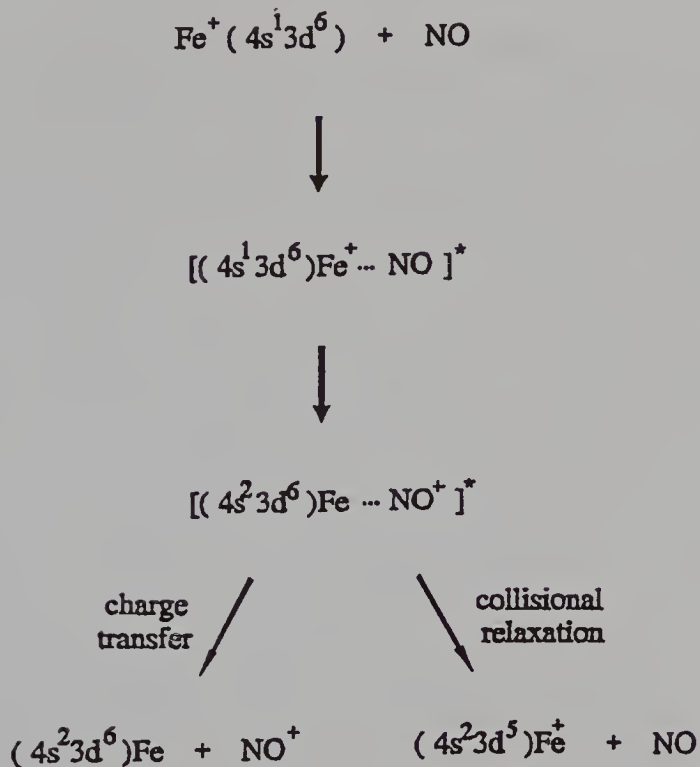 Fe⁺ ( 4s¹3d⁶ ) + NO
[( 4s¹3d⁶ )Fe⁺··· NO ]*
[( 4s²3d⁶ )Fe ··· NO⁺ ]*
charge
transfer
collisional
relaxation
( 4s²3d⁶ )Fe + NO⁺
( 4s²3d⁵ )Fe⁺ + NO